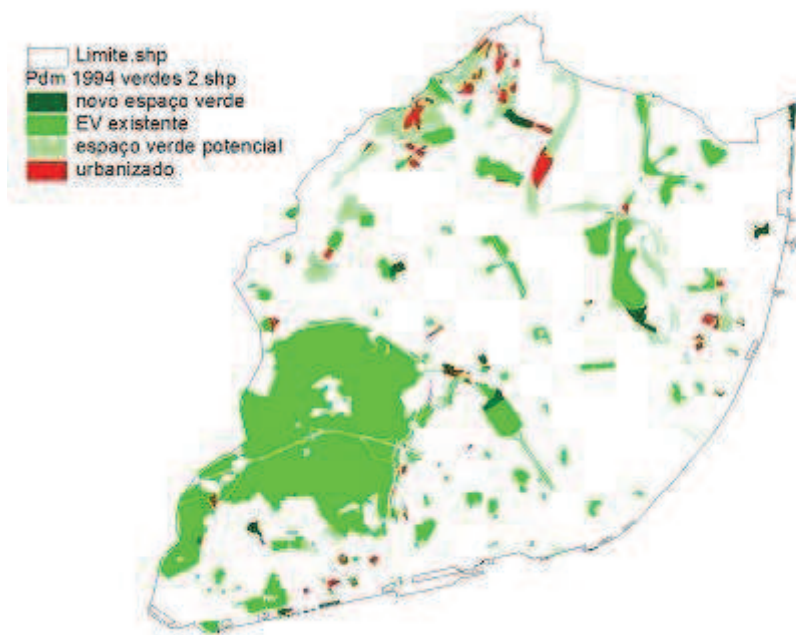 Limite.shp
Pdm 1994 verdes 2.shp
novo espaço verde
EV existente
espaço verde potencial
urbanizado